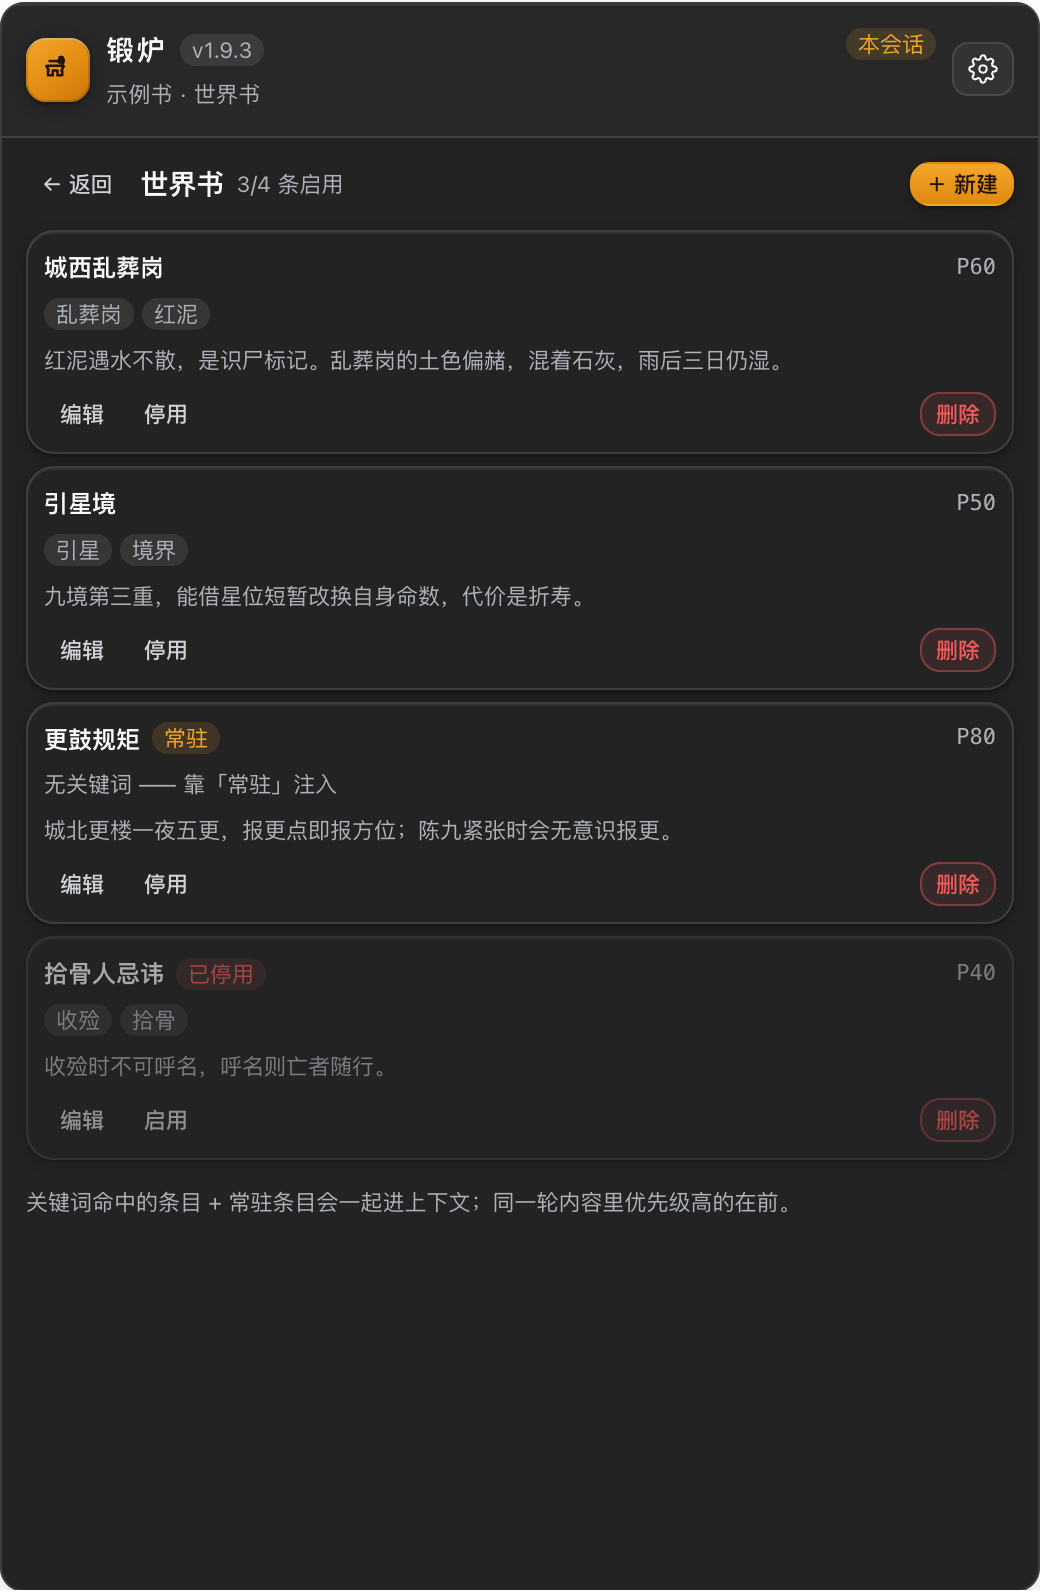 锻炉 v1.9.3 本会话
示例书 · 世界书
← 返回 世界书 3/4 条启用 + 新建
城西乱葬岗 P60
乱葬岗 红泥
红泥遇水不散，是识尸标记。乱葬岗的土色偏赭，混着石灰，雨后三日仍湿。
编辑 停用 删除
引星境 P50
引星 境界
九境第三重，能借星位短暂改换自身命数，代价是折寿。
编辑 停用 删除
更鼓规矩 常驻 P80
无关键词 —— 靠「常驻」注入
城北更楼一夜五更，报更点即报方位；陈九紧张时会无意识报更。
编辑 停用 删除
拾骨人忌讳 已停用 P40
收殓 拾骨
收殓时不可呼名，呼名则亡者随行。
编辑 启用 删除
关键词命中的条目 + 常驻条目会一起进上下文；同一轮内容里优先级高的在前。